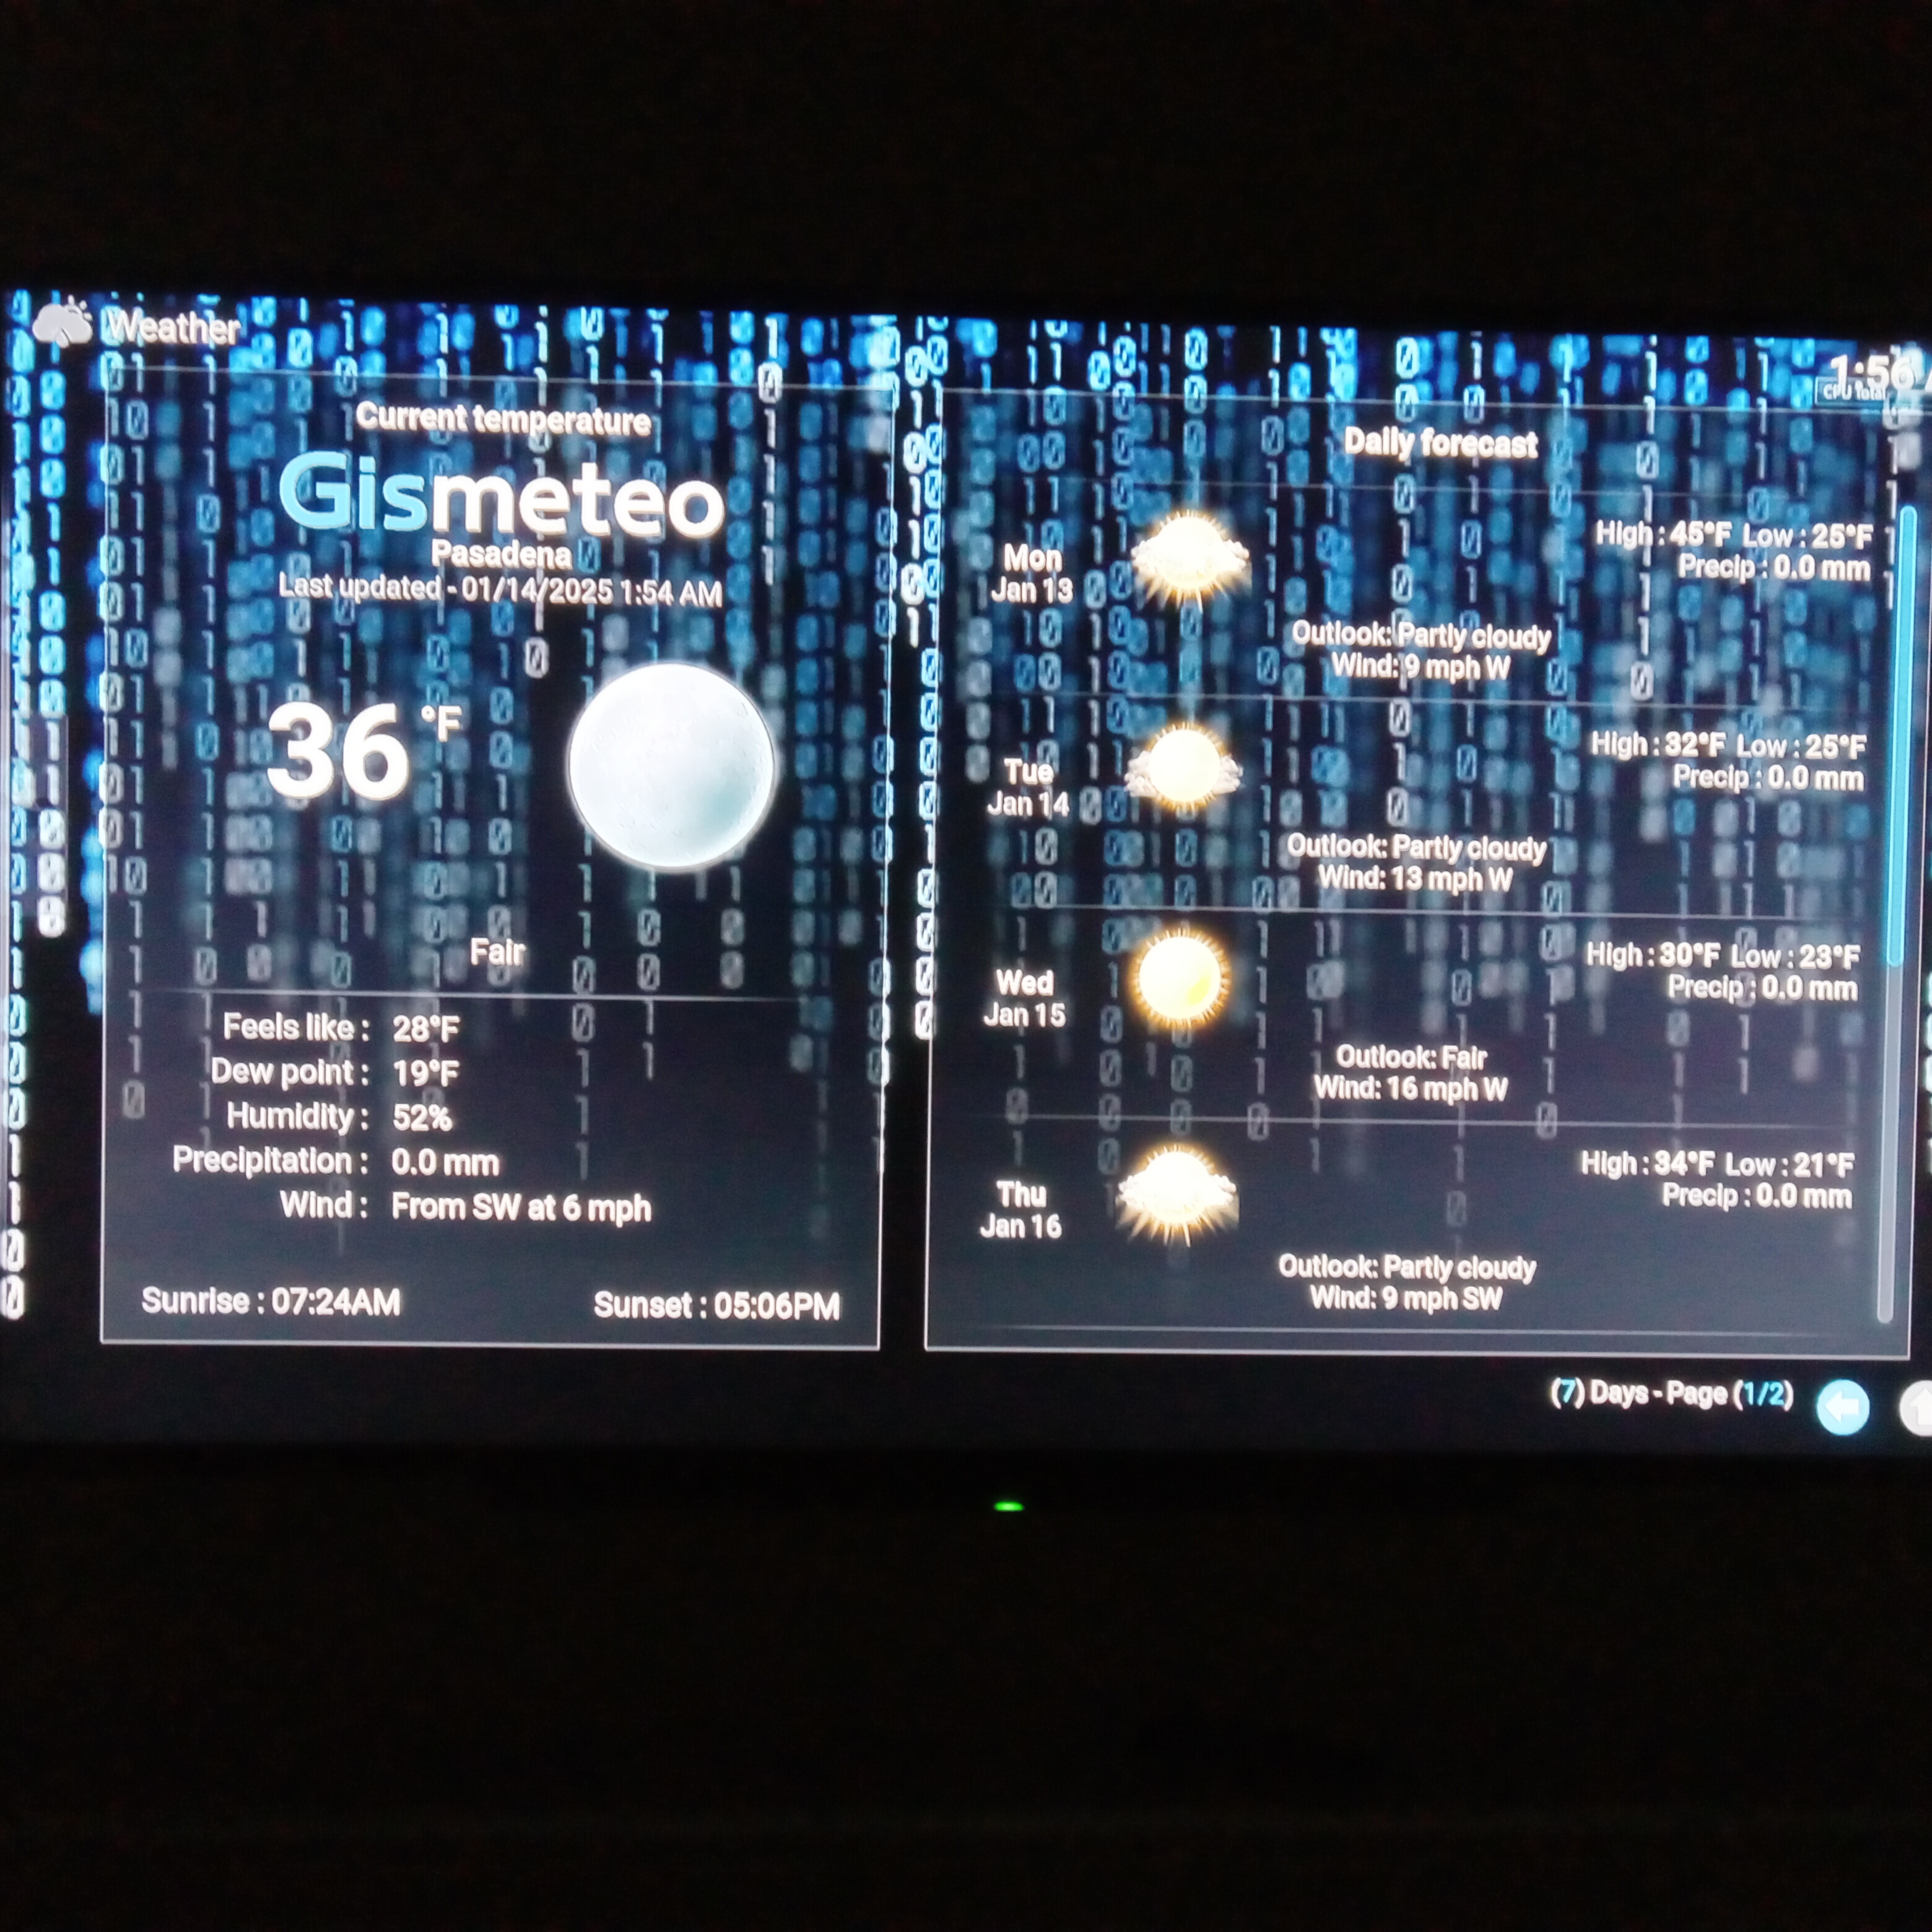 Weather
1:56
CPU Total
Current temperature
Gismeteo
Pasadena
Last updated - 01/14/2025 1:54 AM
36 °F
Fair
Feels like : 28°F
Dew point : 19°F
Humidity : 52%
Precipitation : 0.0 mm
Wind : From SW at 6 mph
Sunrise : 07:24AM Sunset : 05:06PM
Daily forecast
Mon
Jan 13
High : 45°F Low : 25°F
Precip : 0.0 mm
Outlook: Partly cloudy
Wind: 9 mph W
Tue
Jan 14
High : 32°F Low : 25°F
Precip : 0.0 mm
Outlook: Partly cloudy
Wind: 13 mph W
Wed
Jan 15
High : 30°F Low : 23°F
Precip : 0.0 mm
Outlook: Fair
Wind: 16 mph W
Thu
Jan 16
High : 34°F Low : 21°F
Precip : 0.0 mm
Outlook: Partly cloudy
Wind: 9 mph SW
(7) Days - Page (1/2)